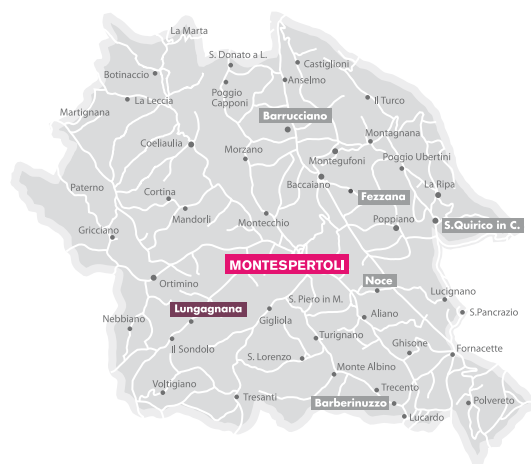 La Marta
S. Donato a L.
Castiglioni
Botinaccio
Anselmo
Poggio
Capponi
La Leccia
Il Turco
Martignana
Barrucciano
Montagnana
Coeliaulia
Morzano
Montegufoni
Poggio Ubertini
Baccaiano
La Ripa
Paterno
Cortina
Fezzana
Mandorli
Montecchio
Poppiano
S.Quirico in C.
Gricciano
MONTESPERTOLI
Ortimino
Noce
Lucignano
Lungagnana
S. Piero in M.
S.Pancrazio
Nebbiano
Gigliola
Aliano
Turignano
Il Sondolo
Ghisone
Fornacette
S. Lorenzo
Monte Albino
Voltigiano
Trecento
Tresanti
Barberinuzzo
Polvereto
Lucardo